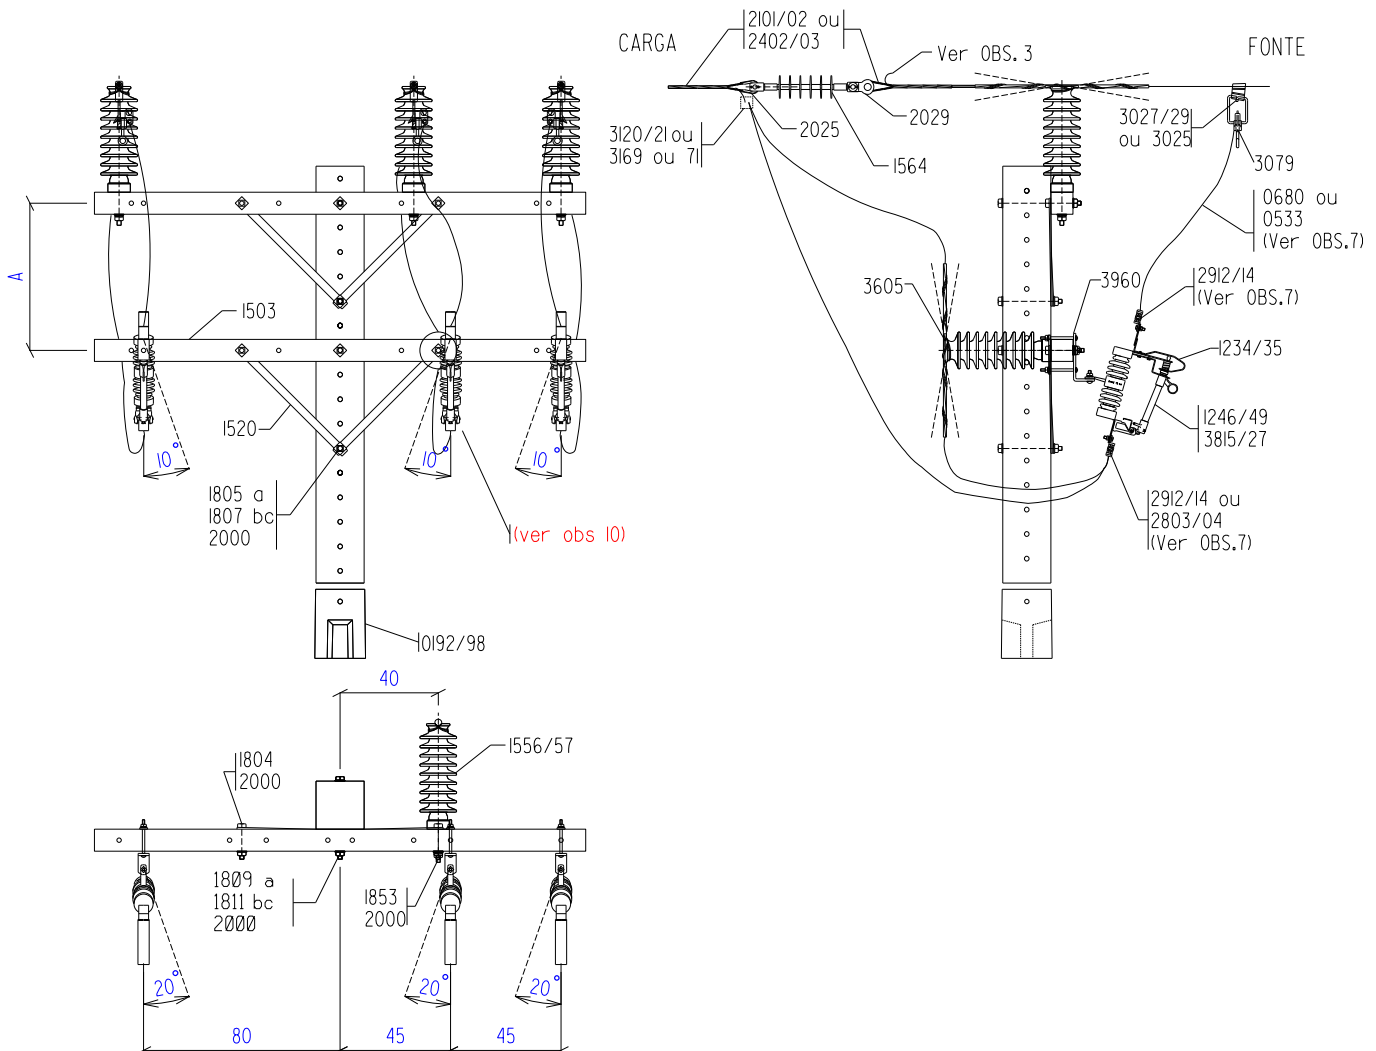 CARGA
2101/02 ou
2402/03
Ver OBS.3
FONTE
3120/21 ou
3169 ou 71
2025
2029
1564
3027/29
ou 3025
3079
0680 ou
0533
(Ver OBS.7)
A
1503
3605
3960
2912/14
(Ver OBS.7)
1234/35
1520
10°
10°
10°
1246/49
3815/27
1805 a
1807 bc
2000
(ver obs 10)
2912/14 ou
2803/04
(Ver OBS.7)
0192/98
40
1804
2000
1556/57
1809 a
1811 bc
2000
1853
2000
20°
20°
20°
80
45
45